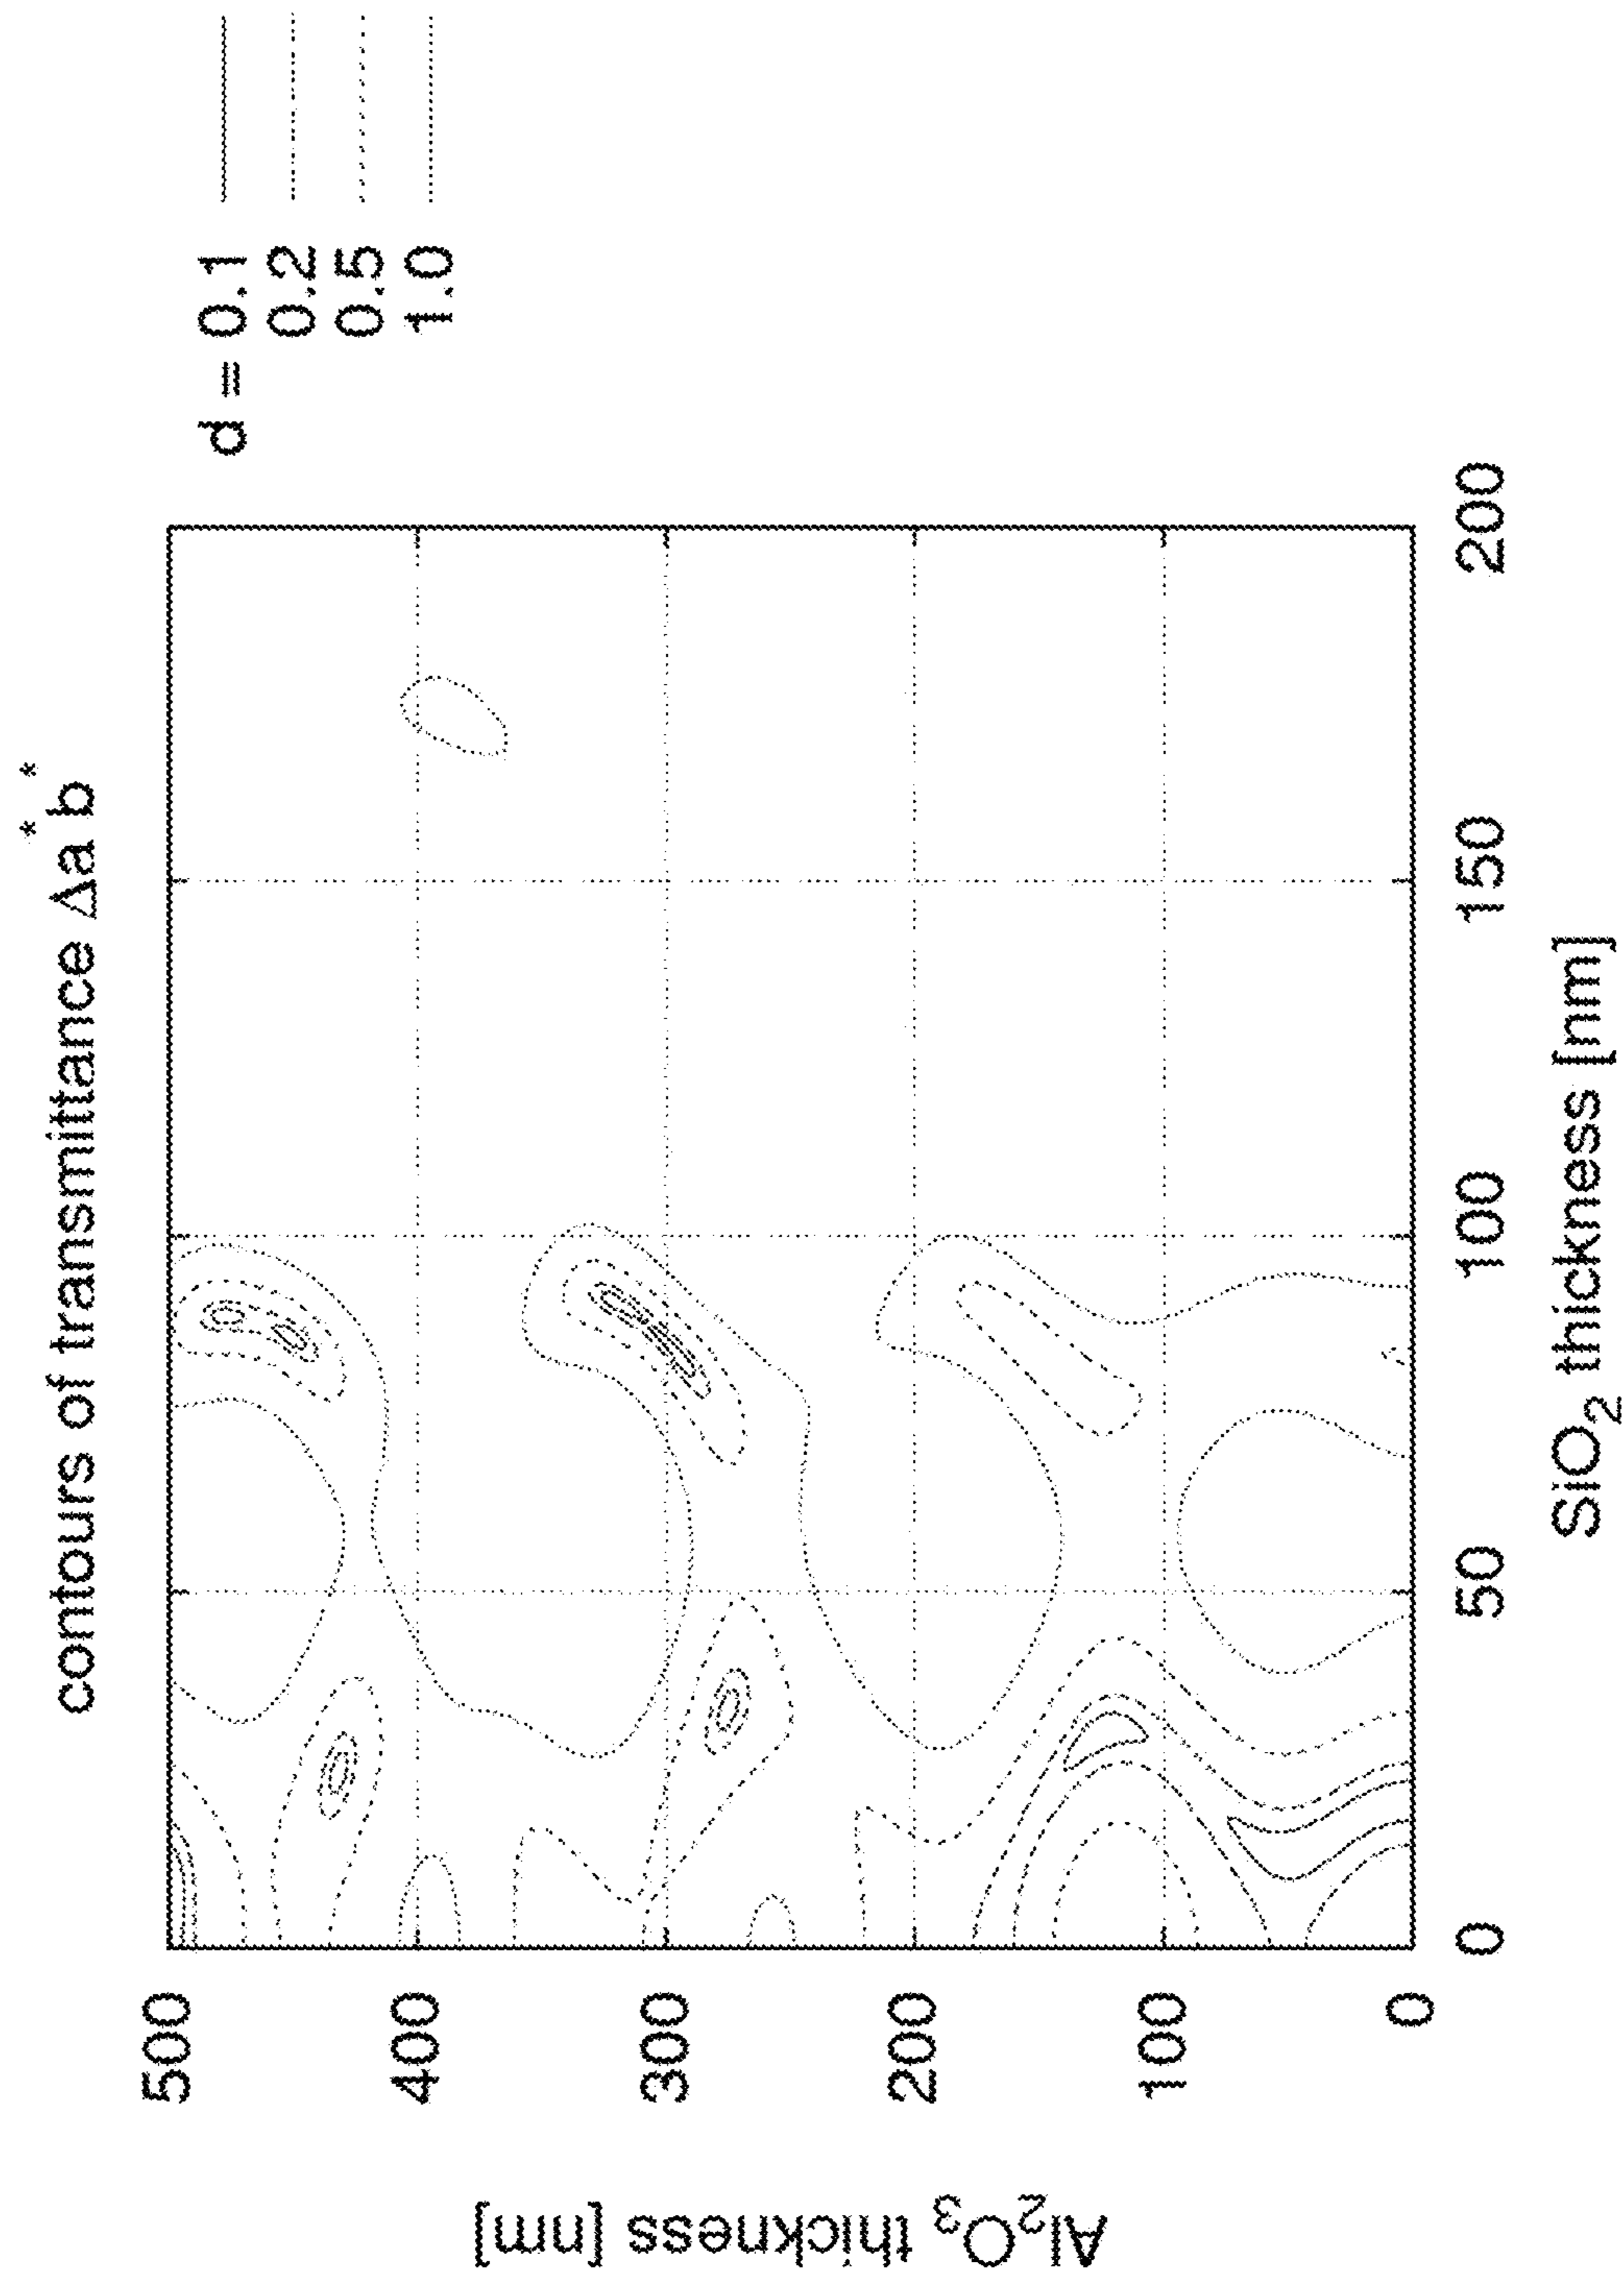 contours of transmittance Δa*b*
d = 0.1
0.2
0.5
1.0
Al₂O₃ thickness [nm]
500
400
300
200
100
0
0 50 100 150 200
SiO₂ thickness [nm]